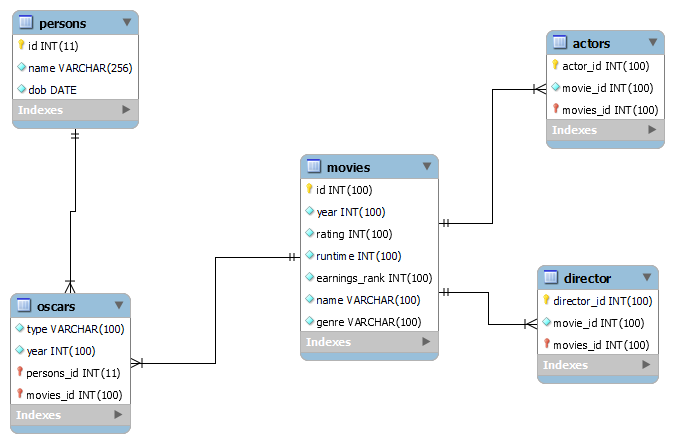 persons
id INT(11)
name VARCHAR(256)
dob DATE
Indexes
actors
actor_id INT(100)
movie_id INT(100)
movies_id INT(100)
Indexes
movies
id INT(100)
year INT(100)
rating INT(100)
runtime INT(100)
earnings_rank INT(100)
name VARCHAR(100)
genre VARCHAR(100)
Indexes
director
director_id INT(100)
movie_id INT(100)
movies_id INT(100)
Indexes
oscars
type VARCHAR(100)
year INT(100)
persons_id INT(11)
movies_id INT(100)
Indexes